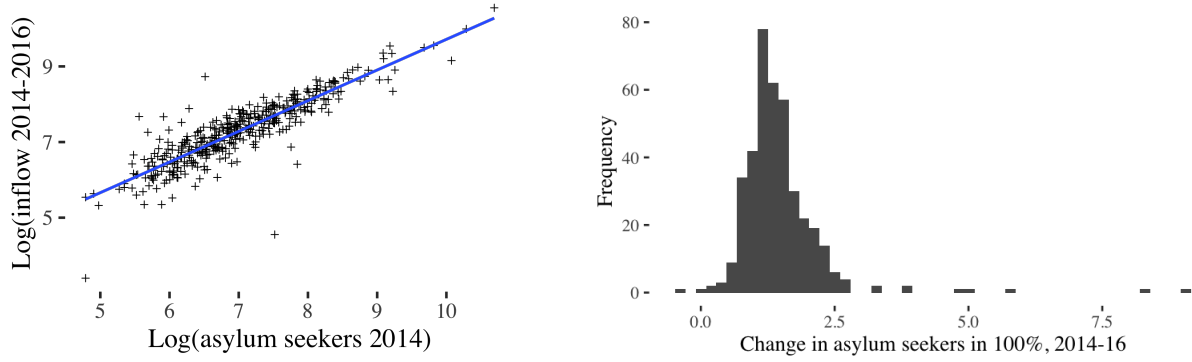 Log(inflow 2014-2016)
9
7
5
5 6 7 8 9 10
Log(asylum seekers 2014)
Frequency
80
60
40
20
0
0.0 2.5 5.0 7.5
Change in asylum seekers in 100%, 2014-16